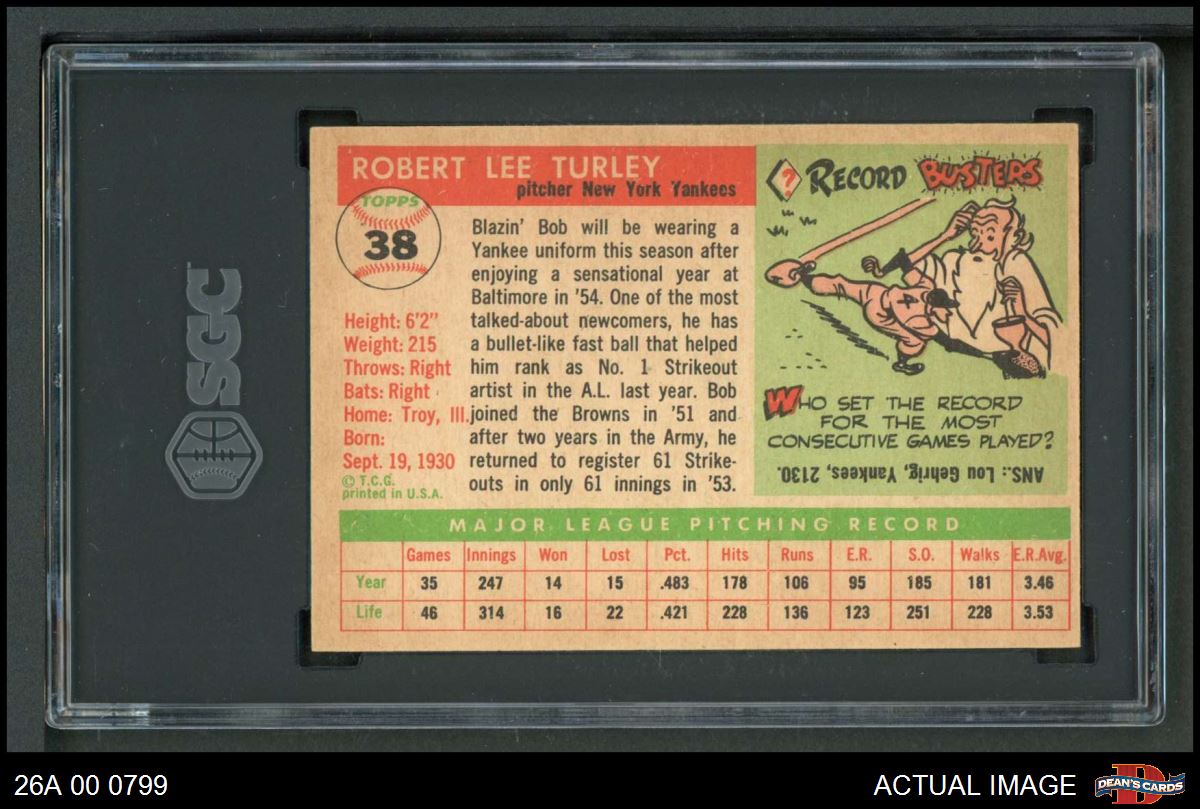 SGC
ROBERT LEE TURLEY
pitcher New York Yankees
TOPPS
38
Height: 6'2"
Weight: 215
Throws: Right
Bats: Right
Home: Troy, Ill.
Born:
Sept. 19, 1930
© T.C.G.
printed in U.S.A.
Blazin' Bob will be wearing a
Yankee uniform this season after
enjoying a sensational year at
Baltimore in '54. One of the most
talked-about newcomers, he has
a bullet-like fast ball that helped
him rank as No. 1 Strikeout
artist in the A.L. last year. Bob
joined the Browns in '51 and
after two years in the Army, he
returned to register 61 Strike-
outs in only 61 innings in '53.
? RECORD BUSTERS
4
WHO SET THE RECORD
FOR THE MOST
CONSECUTIVE GAMES PLAYED?
ANS.: Lou Gehrig, Yankees, 2130.
MAJOR LEAGUE PITCHING RECORD
Games Innings Won Lost Pct. Hits Runs E.R. S.O. Walks E.R.Avg.
Year 35 247 14 15 .483 178 106 95 185 181 3.46
Life 46 314 16 22 .421 228 136 123 251 228 3.53
26A 00 0799
ACTUAL IMAGE
D
DEAN'S CARDS